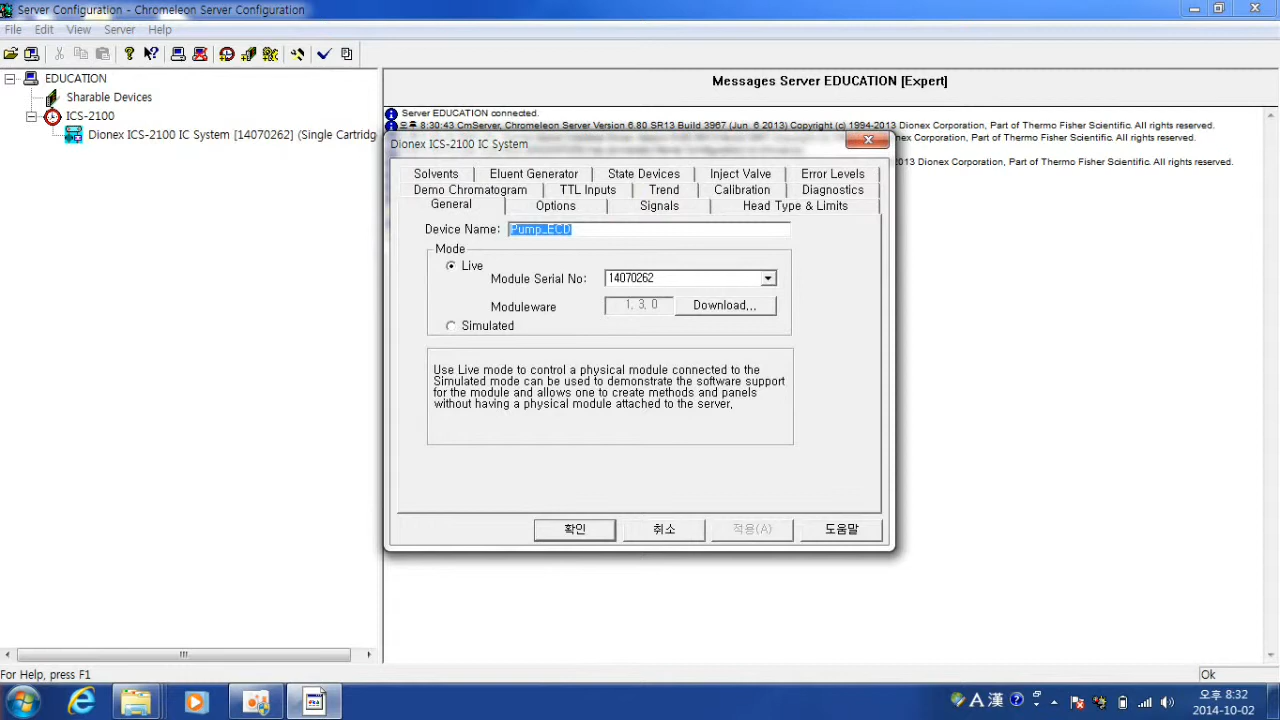 Server Configuration - Chromeleon Server Configuration
File Edit View Server Help
EDUCATION
Sharable Devices
ICS-2100
Dionex ICS-2100 IC System [14070262] (Single Cartridg
Messages Server EDUCATION [Expert]
Server EDUCATION connected.
오후 8:30:43 CmServer, Chromeleon Server Version 6.80 SR13 Build 3967 (Jun 6 2013) Copyright (c) 1994-2013 Dionex Corporation, Part of Thermo Fisher Scientific. All rights reserved.
nex Corporation, Part of Thermo Fisher Scientific. All rights reserved.
013 Dionex Corporation, Part of Thermo Fisher Scientific. All rights reserved.
Dionex ICS-2100 IC System
Solvents Eluent Generator State Devices Inject Valve Error Levels
Demo Chromatogram TTL Inputs Trend Calibration Diagnostics
General Options Signals Head Type & Limits
Device Name: Pump_ECD
Mode
Live
Module Serial No: 14070262
Moduleware 1, 3, 0 Download,,,
Simulated
Use Live mode to control a physical module connected to the
Simulated mode can be used to demonstrate the software support
for the module and allows one to create methods and panels
without having a physical module attached to the server,
확인 취소 적용(A) 도움말
For Help, press F1
Ok
A 漢
오후 8:32
2014-10-02